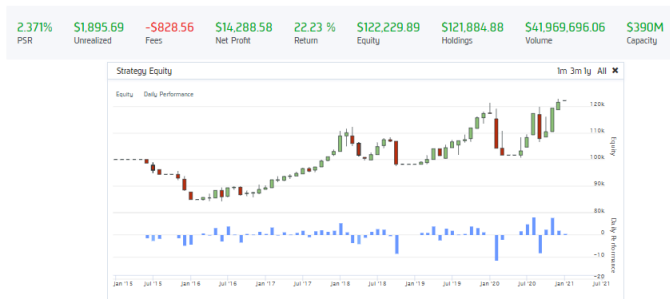 2.371% $1,895.69 -$828.56 $14,288.58 22.23 % $122,229.89 $121,884.88 $41,969,696.06 $390M
PSR Unrealized Fees Net Profit Return Equity Holdings Volume Capacity
Strategy Equity 1m 3m 1y All ×
Equity Daily Performance
120k
110k
100k
90k
80k
Equity
0
-10
-20
Daily Performance
Jan '15 Jul '15 Jan '16 Jul '16 Jan '17 Jul '17 Jan '18 Jul '18 Jan '19 Jul '19 Jan '20 Jul '20 Jan '21 Jul '21